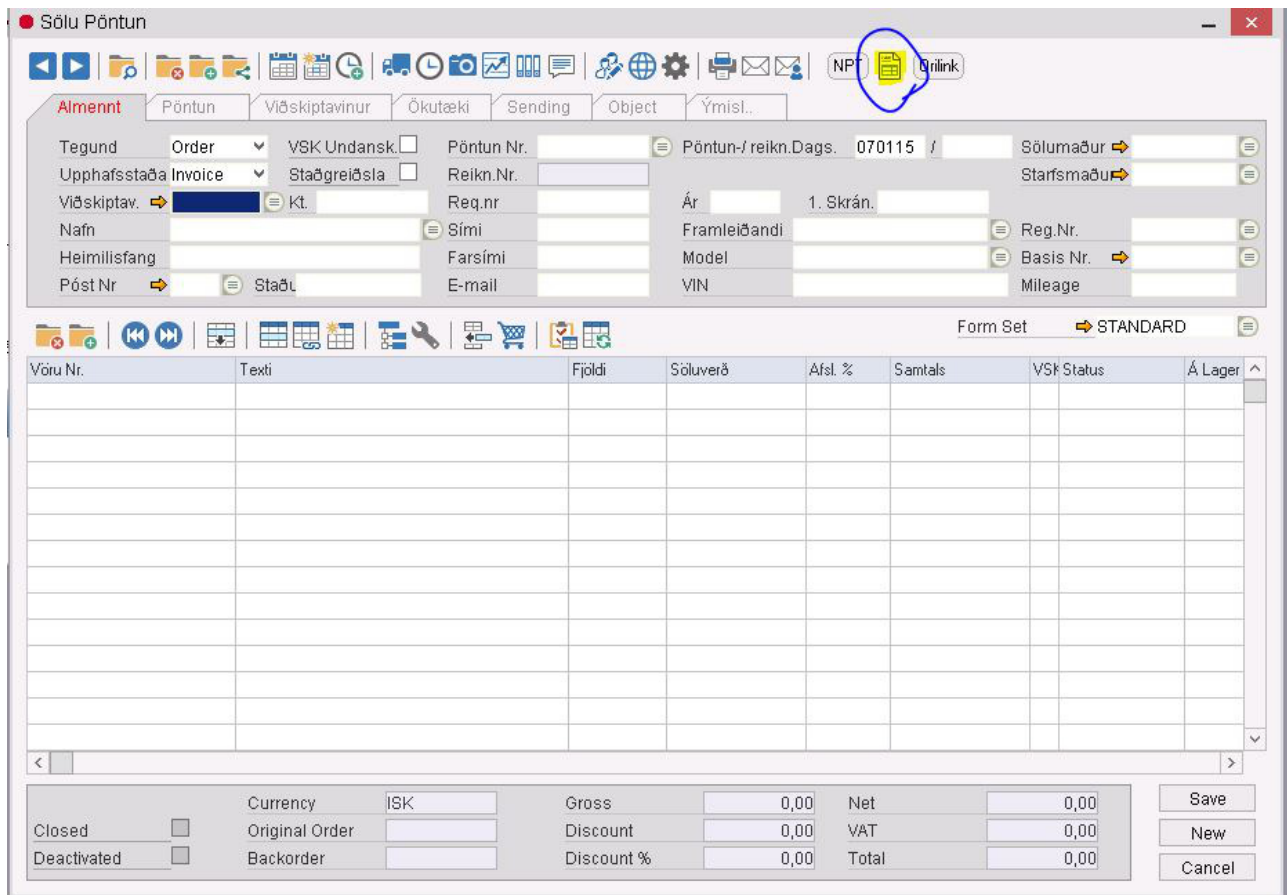 Sölu Pöntun
NPT Orilink
Almennt Pöntun Viðskiptavinur Ökutæki Sending Object Ýmisl..
Tegund Order VSK Undansk. Pöntun Nr. Pöntun-/ reikn.Dags. 070115 / Sölumaður
Upphafsstaða Invoice Staðgreiðsla Reikn.Nr. Starfsmaður
Viðskiptav. Kt. Req.nr Ár 1. Skrán.
Nafn Sími Framleiðandi Reg.Nr.
Heimilisfang Farsími Model Basis Nr.
Póst Nr Staðu E-mail VIN Mileage
Form Set STANDARD
Vöru Nr. Texti Fjöldi Söluverð Afsl. % Samtals VSK Status Á Lager
Currency ISK Gross 0,00 Net 0,00 Save
Closed Original Order Discount 0,00 VAT 0,00 New
Deactivated Backorder Discount % 0,00 Total 0,00 Cancel